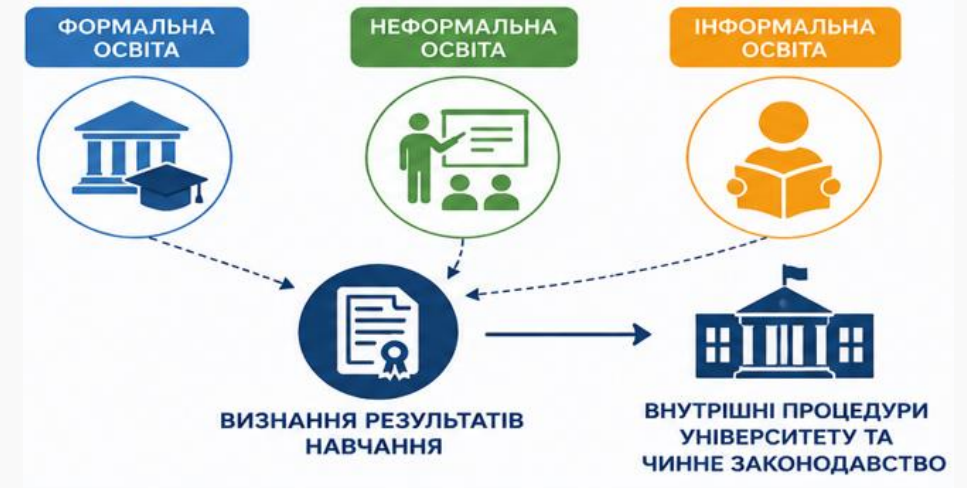 ФОРМАЛЬНА
ОСВІТА
НЕФОРМАЛЬНА
ОСВІТА
ІНФОРМАЛЬНА
ОСВІТА
ВИЗНАННЯ РЕЗУЛЬТАТІВ
НАВЧАННЯ
ВНУТРІШНІ ПРОЦЕДУРИ
УНІВЕРСИТЕТУ ТА
ЧИННЕ ЗАКОНОДАВСТВО